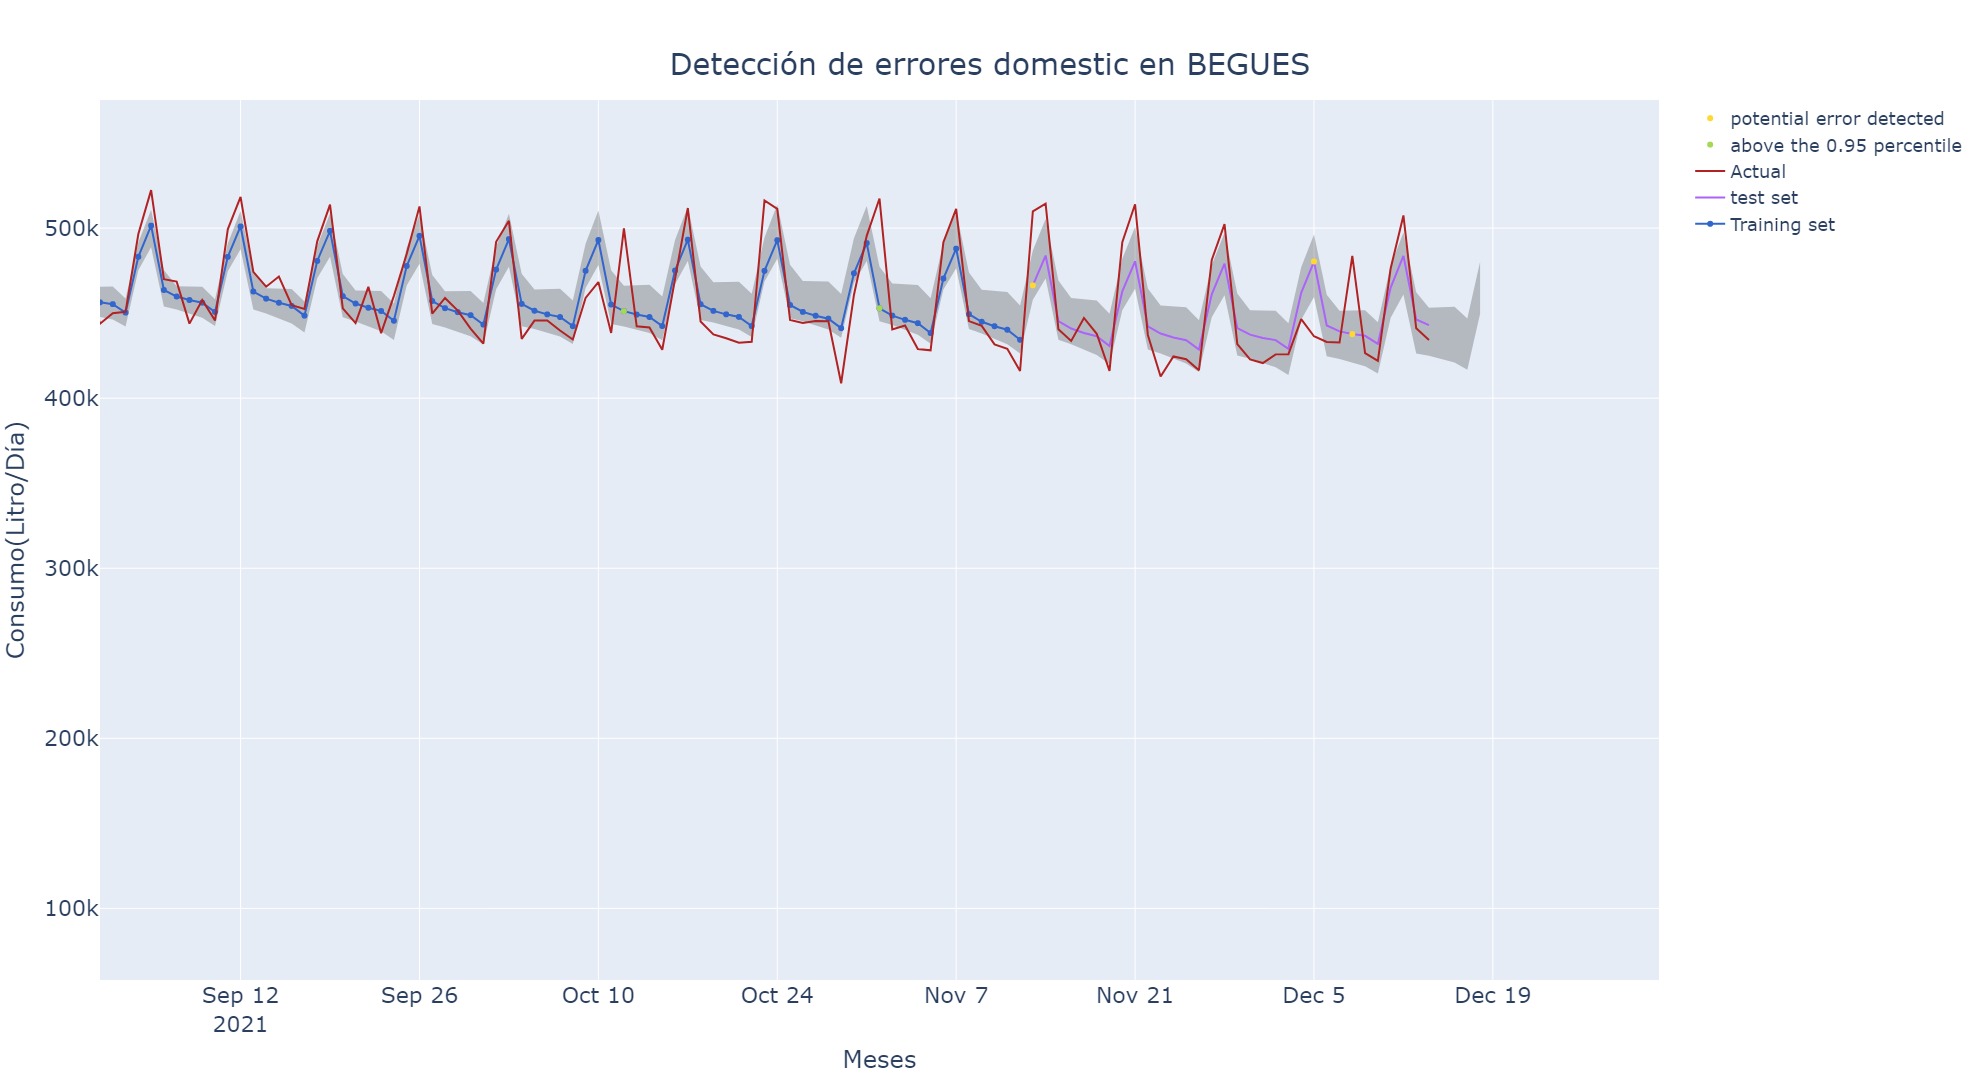 Detección de errores domestic en BEGUES
potential error detected
above the 0.95 percentile
Actual
test set
Training set
500k
400k
300k
200k
100k
Consumo(Litro/Día)
Sep 12
2021
Sep 26
Oct 10
Oct 24
Nov 7
Nov 21
Dec 5
Dec 19
Meses